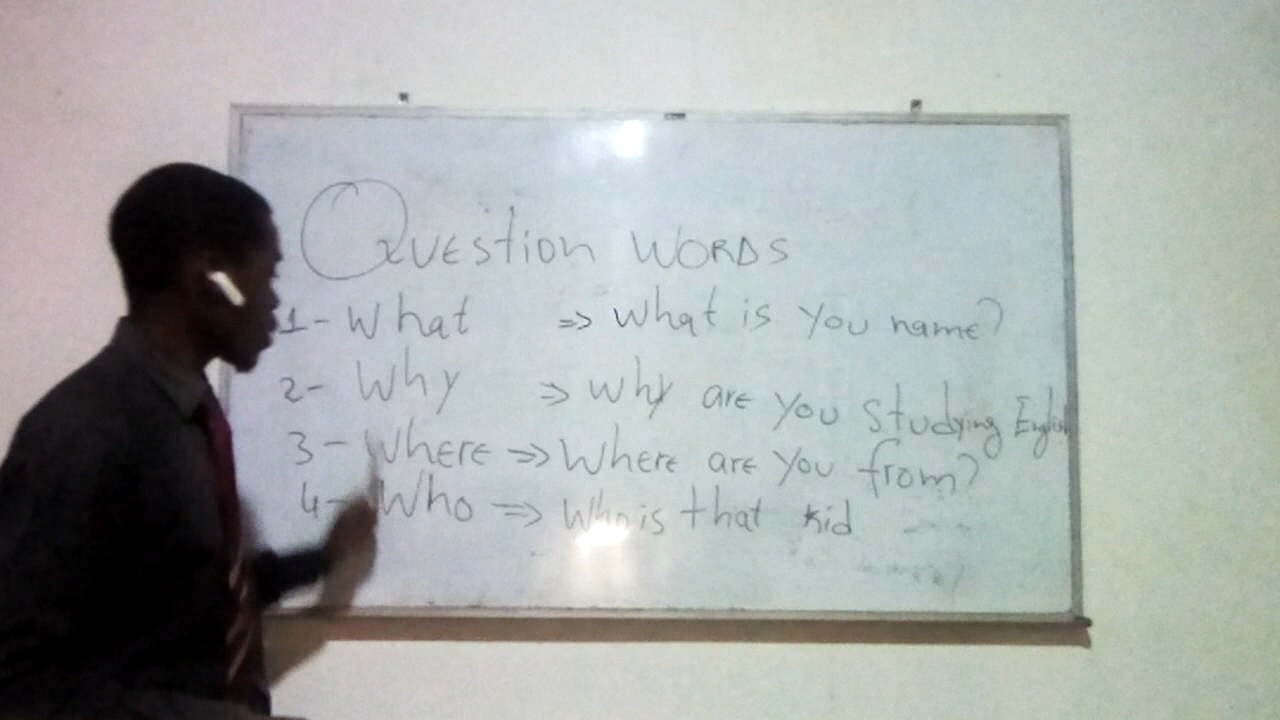 QUEStion WORDS
1- What => What is you name?
2- Why => Why are you Studying English
3- Where => Where are you from?
4- Who => Who is that kid